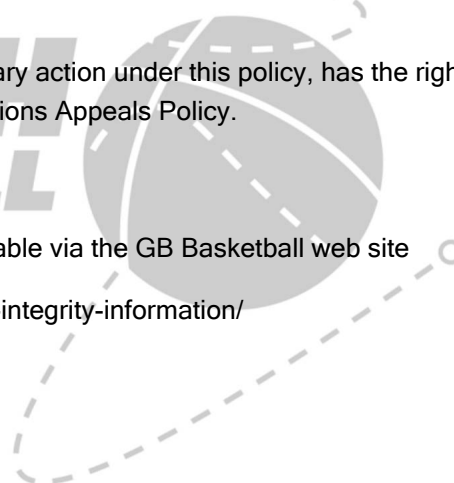 ary action under this policy, has the righ
ions Appeals Policy.
LL
able via the GB Basketball web site
integrity-information/